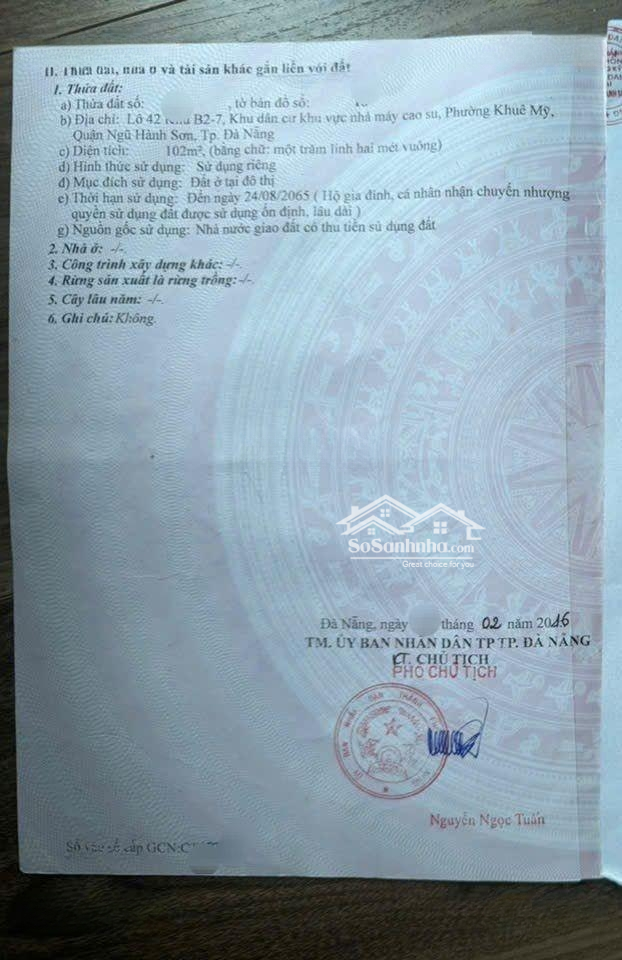 II. Thửa đất, nhà ở và tài sản khác gắn liền với đất
1. Thửa đất:
a) Thửa đất số: , tờ bản đồ số:
b) Địa chỉ: Lô 42 Khu B2-7, Khu dân cư khu vực nhà máy cao su, Phường Khuê Mỹ,
Quận Ngũ Hành Sơn, Tp. Đà Nẵng
c) Diện tích: 102m², (bằng chữ: một trăm linh hai mét vuông)
d) Hình thức sử dụng: Sử dụng riêng
đ) Mục đích sử dụng: Đất ở tại đô thị
e) Thời hạn sử dụng: Đến ngày 24/08/2065 ( Hộ gia đình, cá nhân nhận chuyển nhượng
quyền sử dụng đất được sử dụng ổn định, lâu dài )
g) Nguồn gốc sử dụng: Nhà nước giao đất có thu tiền sử dụng đất
2. Nhà ở: -/-
3. Công trình xây dựng khác: -/-
4. Rừng sản xuất là rừng trồng: -/-
5. Cây lâu năm: -/-
6. Ghi chú: Không.
SoSanhnha.com
Great choice for you
Đà Nẵng, ngày tháng 02 năm 2016
TM. ỦY BAN NHÂN DÂN TP TP. ĐÀ NẴNG
KT. CHỦ TỊCH
PHÓ CHỦ TỊCH
Nguyễn Ngọc Tuấn
Số vào sổ cấp GCN:C